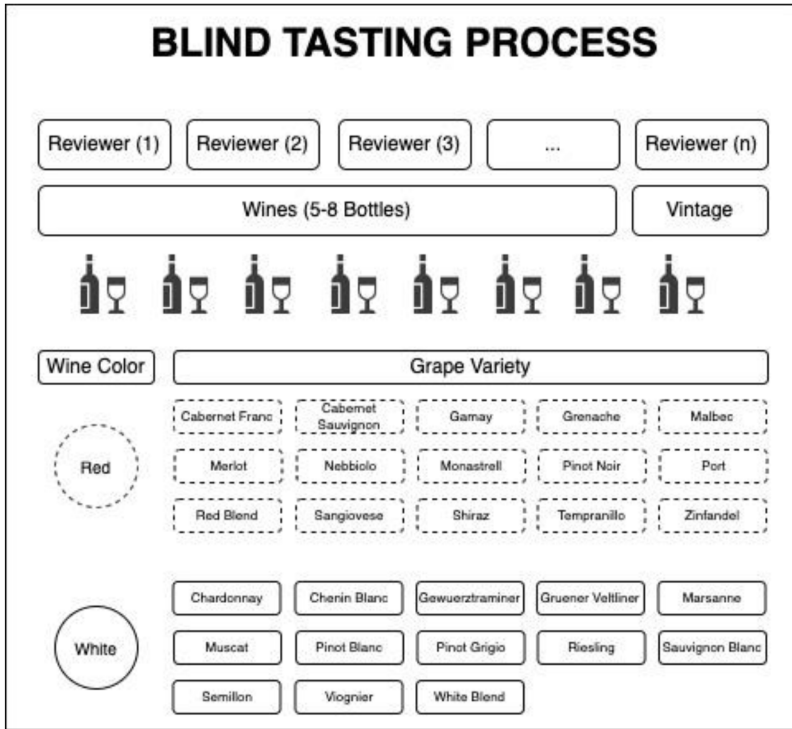 BLIND TASTING PROCESS
Reviewer (1)
Reviewer (2)
Reviewer (3)
...
Reviewer (n)
Wines (5-8 Bottles)
Vintage
Wine Color
Grape Variety
Red
Cabernet Franc
Cabernet
Sauvignon
Gamay
Grenache
Malbec
Merlot
Nebbiolo
Monastrell
Pinot Noir
Port
Red Blend
Sangiovese
Shiraz
Tempranillo
Zinfandel
White
Chardonnay
Chenin Blanc
Gewuerztraminer
Gruener Veltliner
Marsanne
Muscat
Pinot Blanc
Pinot Grigio
Riesling
Sauvignon Blanc
Semillon
Viognier
White Blend